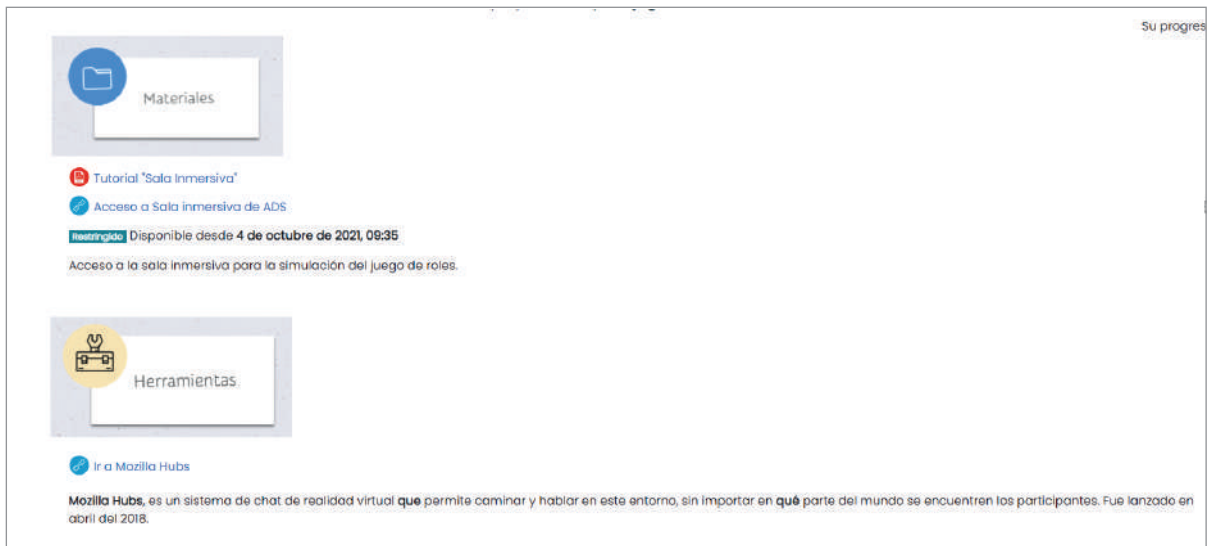 Su progres
Materiales
Tutorial "Sala Inmersiva"
Acceso a Sala inmersiva de ADS
Restringido Disponible desde 4 de octubre de 2021, 09:35
Acceso a la sala inmersiva para la simulación del juego de roles.
Herramientas
Ir a Mozilla Hubs
Mozilla Hubs, es un sistema de chat de realidad virtual que permite caminar y hablar en este entorno, sin importar en qué parte del mundo se encuentren los participantes. Fue lanzado en
abril del 2018.